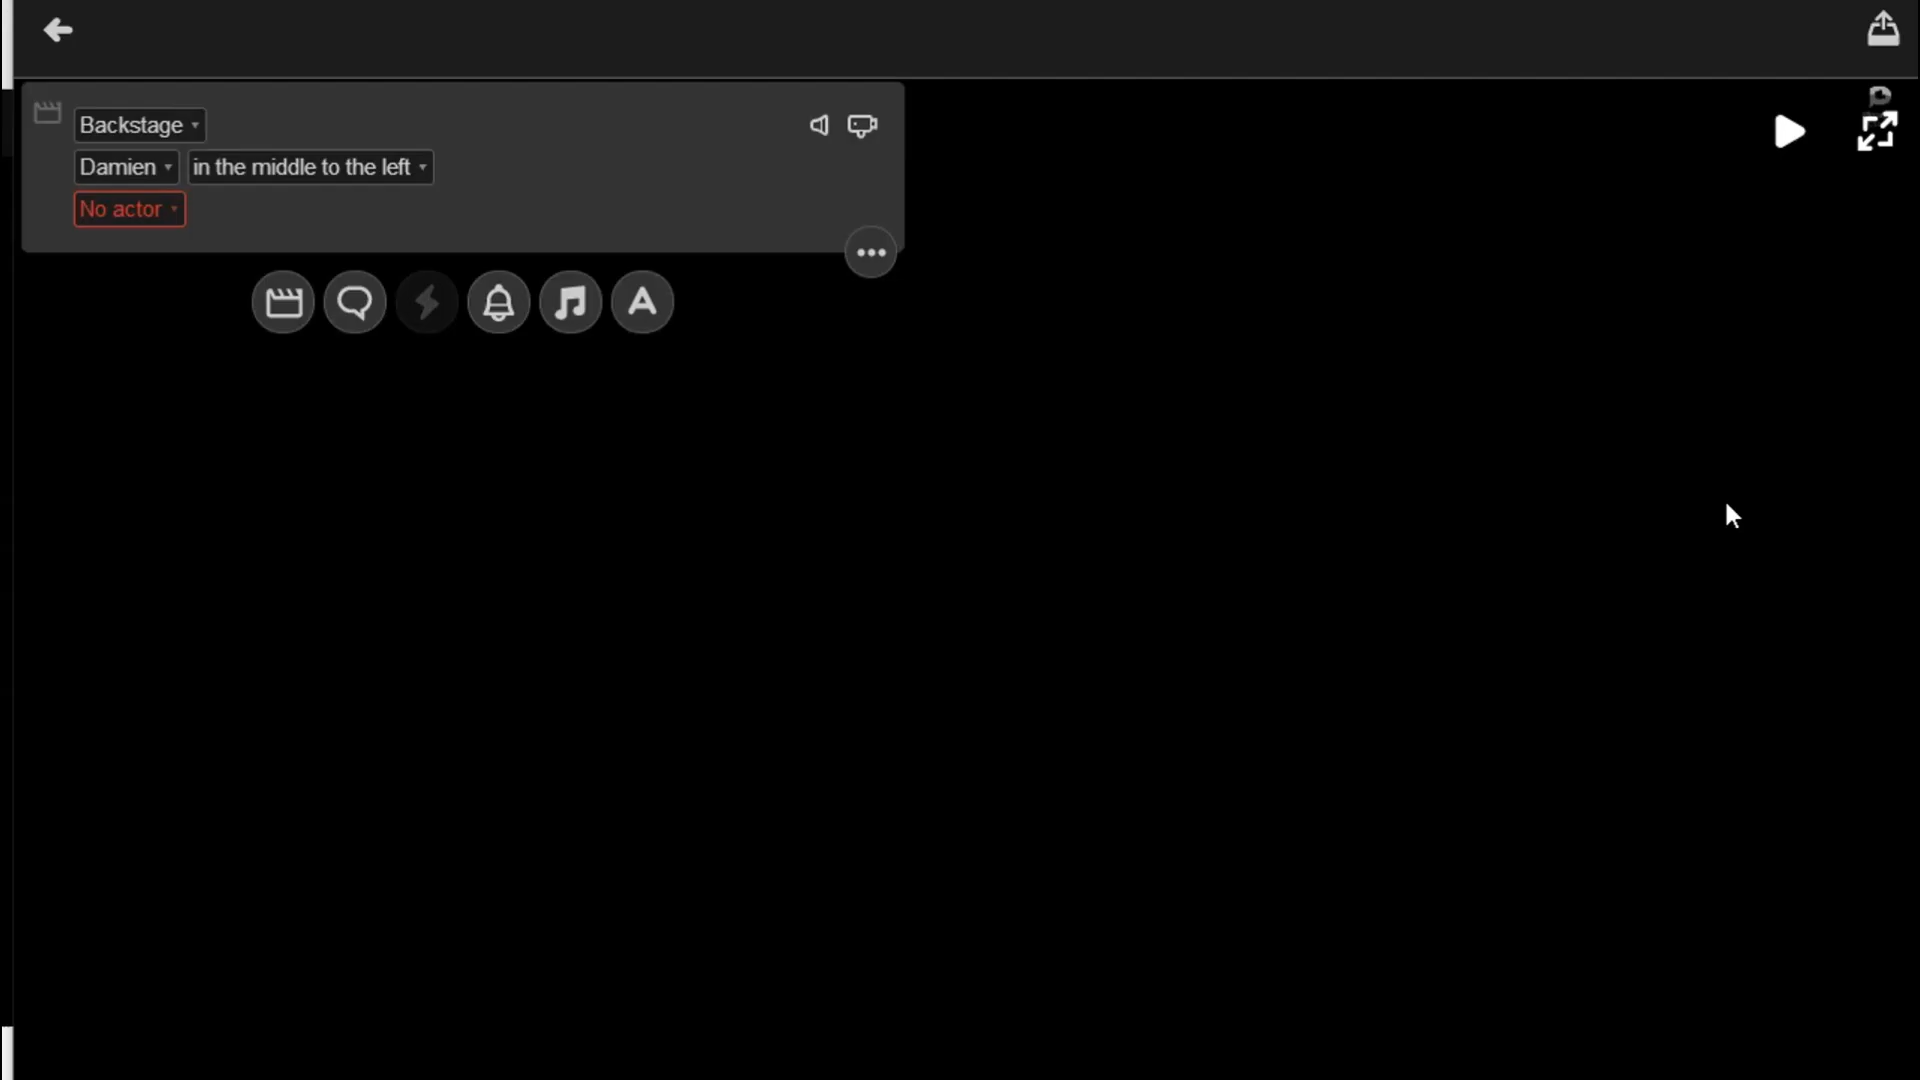 Backstage
Damien in the middle to the left
No actor